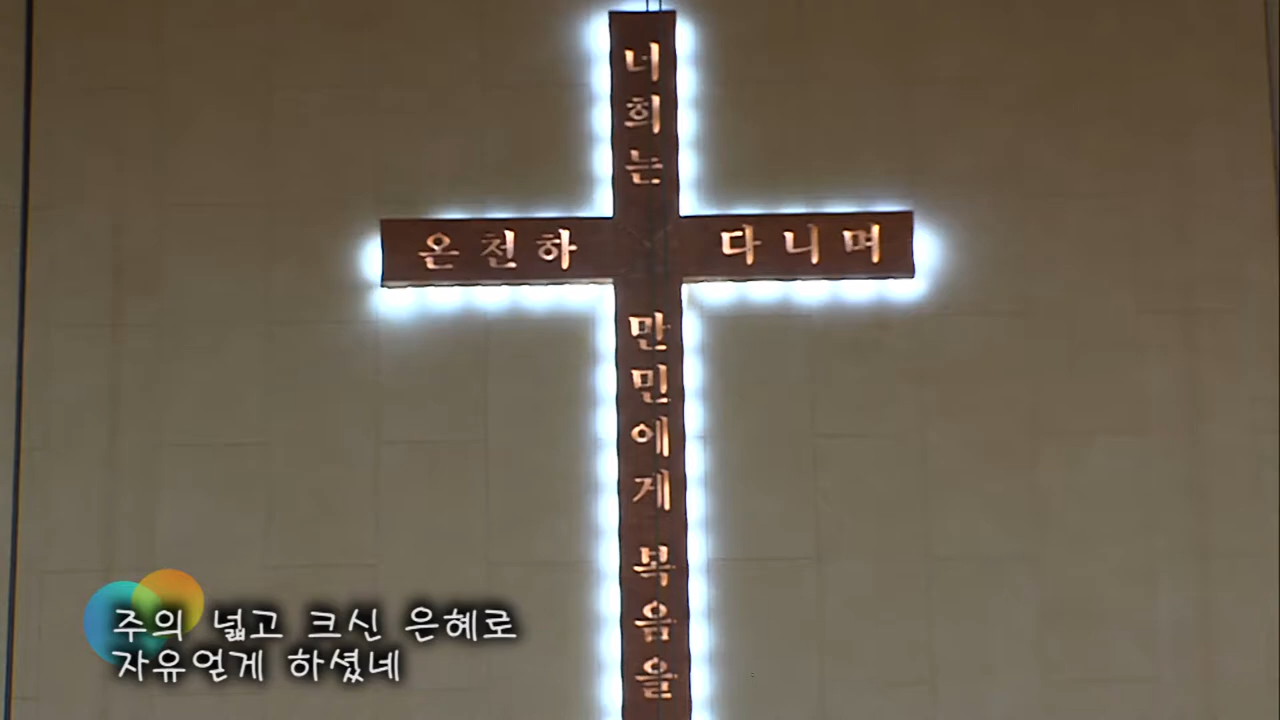 너희는
온천하 다니며
만민에게 복음을
주의 넓고 크신 은혜로
자유얻게 하셨네